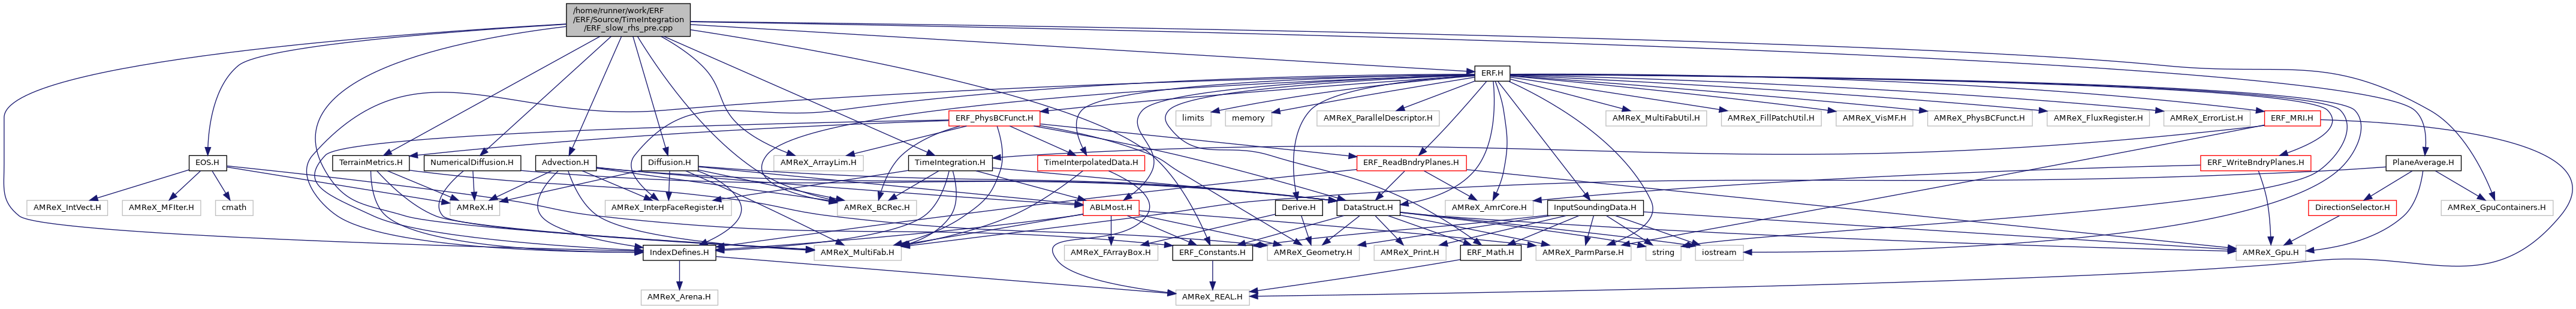 /home/runner/work/ERF
/ERF/Source/TimeIntegration
/ERF_slow_rhs_pre.cpp
ERF.H
ERF_PhysBCFunct.H
limits
memory
AMReX_ParallelDescriptor.H
AMReX_MultiFabUtil.H
AMReX_FillPatchUtil.H
AMReX_VisMF.H
AMReX_PhysBCFunct.H
AMReX_FluxRegister.H
AMReX_ErrorList.H
ERF_MRI.H
EOS.H
TerrainMetrics.H
NumericalDiffusion.H
Advection.H
Diffusion.H
AMReX_ArrayLim.H
TimeIntegration.H
TimeInterpolatedData.H
ERF_ReadBndryPlanes.H
ERF_WriteBndryPlanes.H
PlaneAverage.H
AMReX_IntVect.H
AMReX_MFIter.H
cmath
AMReX.H
AMReX_InterpFaceRegister.H
AMReX_BCRec.H
ABLMost.H
Derive.H
DataStruct.H
AMReX_AmrCore.H
InputSoundingData.H
DirectionSelector.H
AMReX_GpuContainers.H
IndexDefines.H
AMReX_MultiFab.H
AMReX_FArrayBox.H
ERF_Constants.H
AMReX_Geometry.H
AMReX_Print.H
ERF_Math.H
AMReX_ParmParse.H
string
iostream
AMReX_Gpu.H
AMReX_Arena.H
AMReX_REAL.H